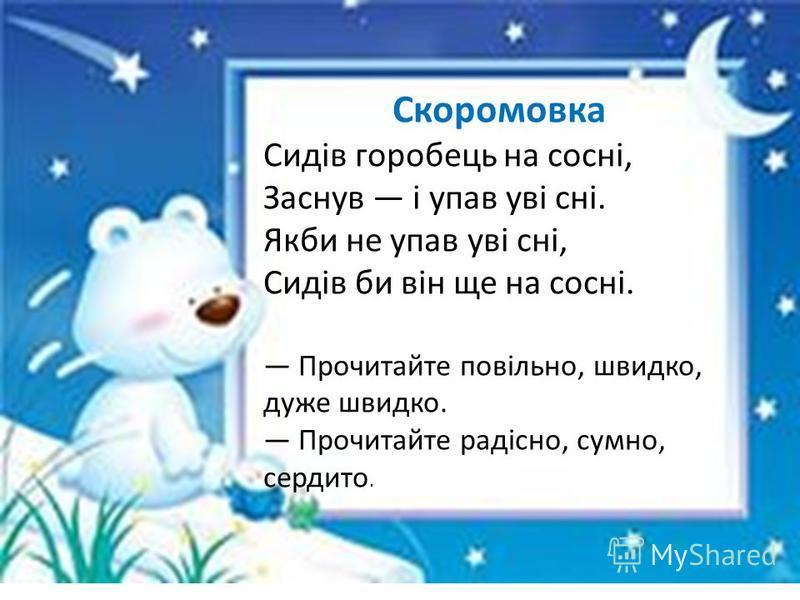 Скоромовка
Сидів горобець на сосні,
Заснув — і упав уві сні.
Якби не упав уві сні,
Сидів би він ще на сосні.
— Прочитайте повільно, швидко,
дуже швидко.
— Прочитайте радісно, сумно,
сердито.
MyShared